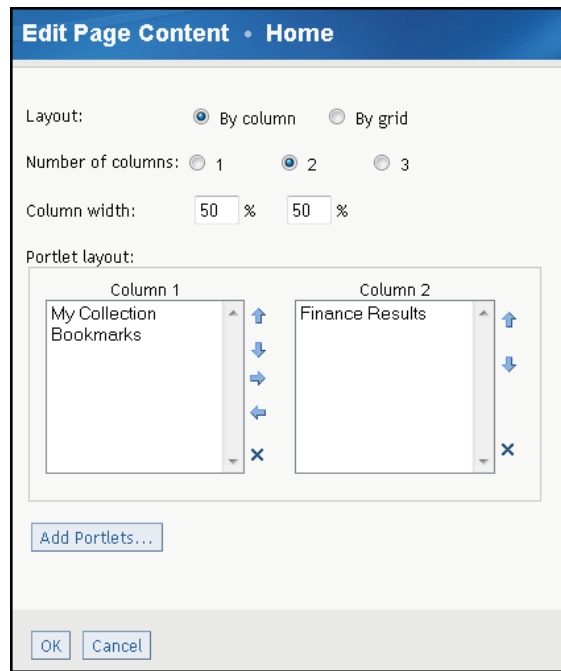 Edit Page Content • Home
Layout: By column By grid
Number of columns: 1 2 3
Column width: 50 % 50 %
Portlet layout:
Column 1 Column 2
My Collection Finance Results
Bookmarks
Add Portlets...
OK Cancel